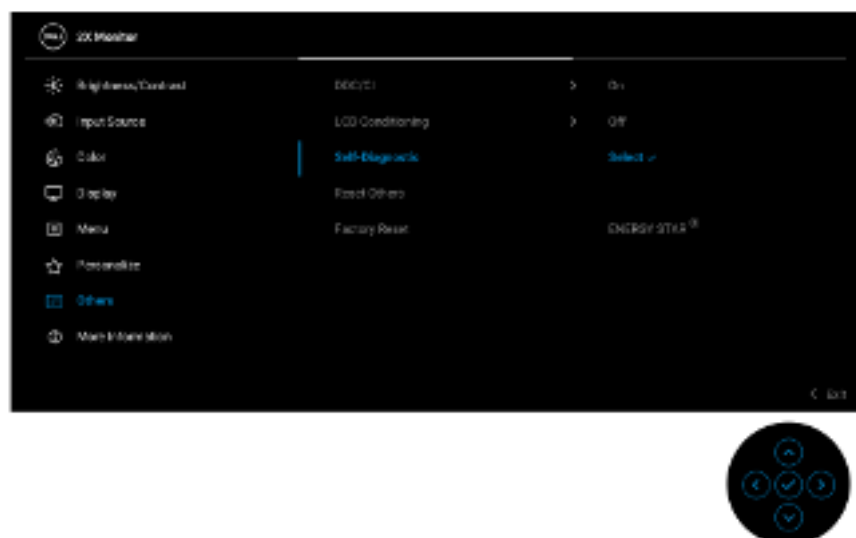 DELL
Monitor
Brightness/Contrast
Input Source
Color
Display
Menu
Personalize
Others
More Information
DDC/CI
On
LCD Conditioning
Off
Self-Diagnostic
Select
Reset Others
Factory Reset
ENERGY STAR®
Exit